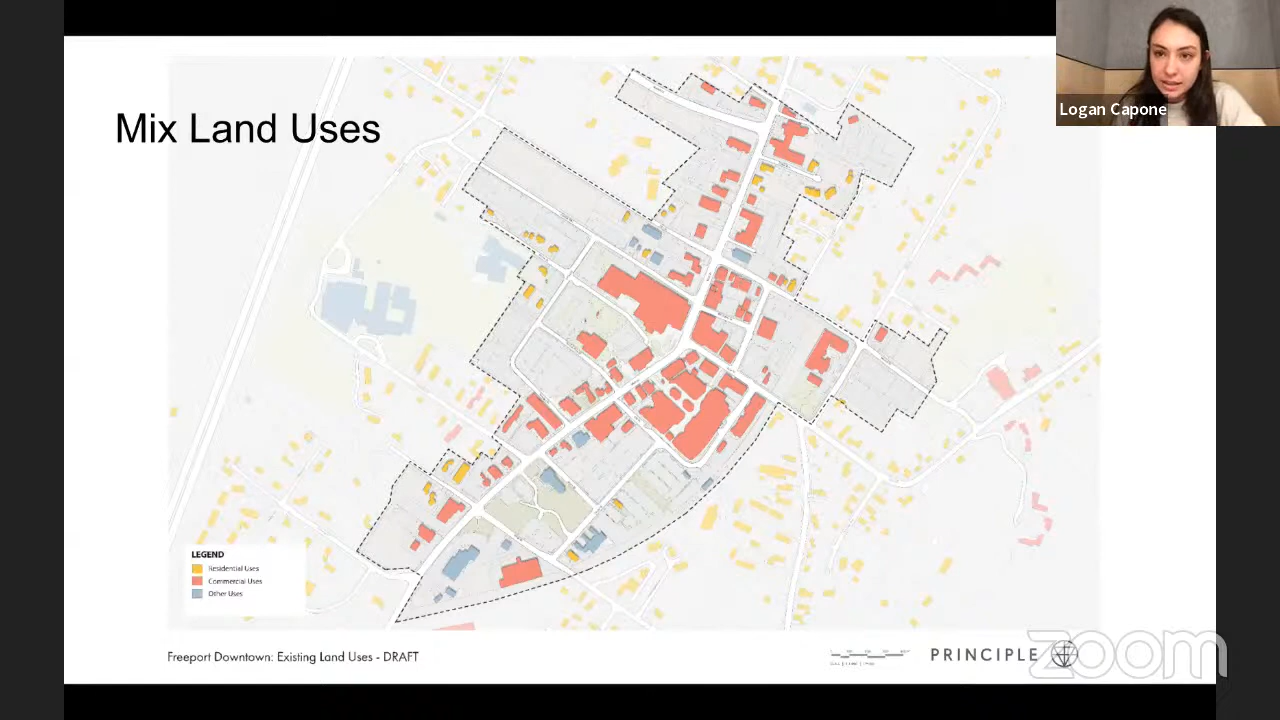 Logan Capone
Mix Land Uses
LEGEND
Residential Uses
Commercial Uses
Other Uses
Freeport Downtown: Existing Land Uses - DRAFT
PRINCIPLE
zoom